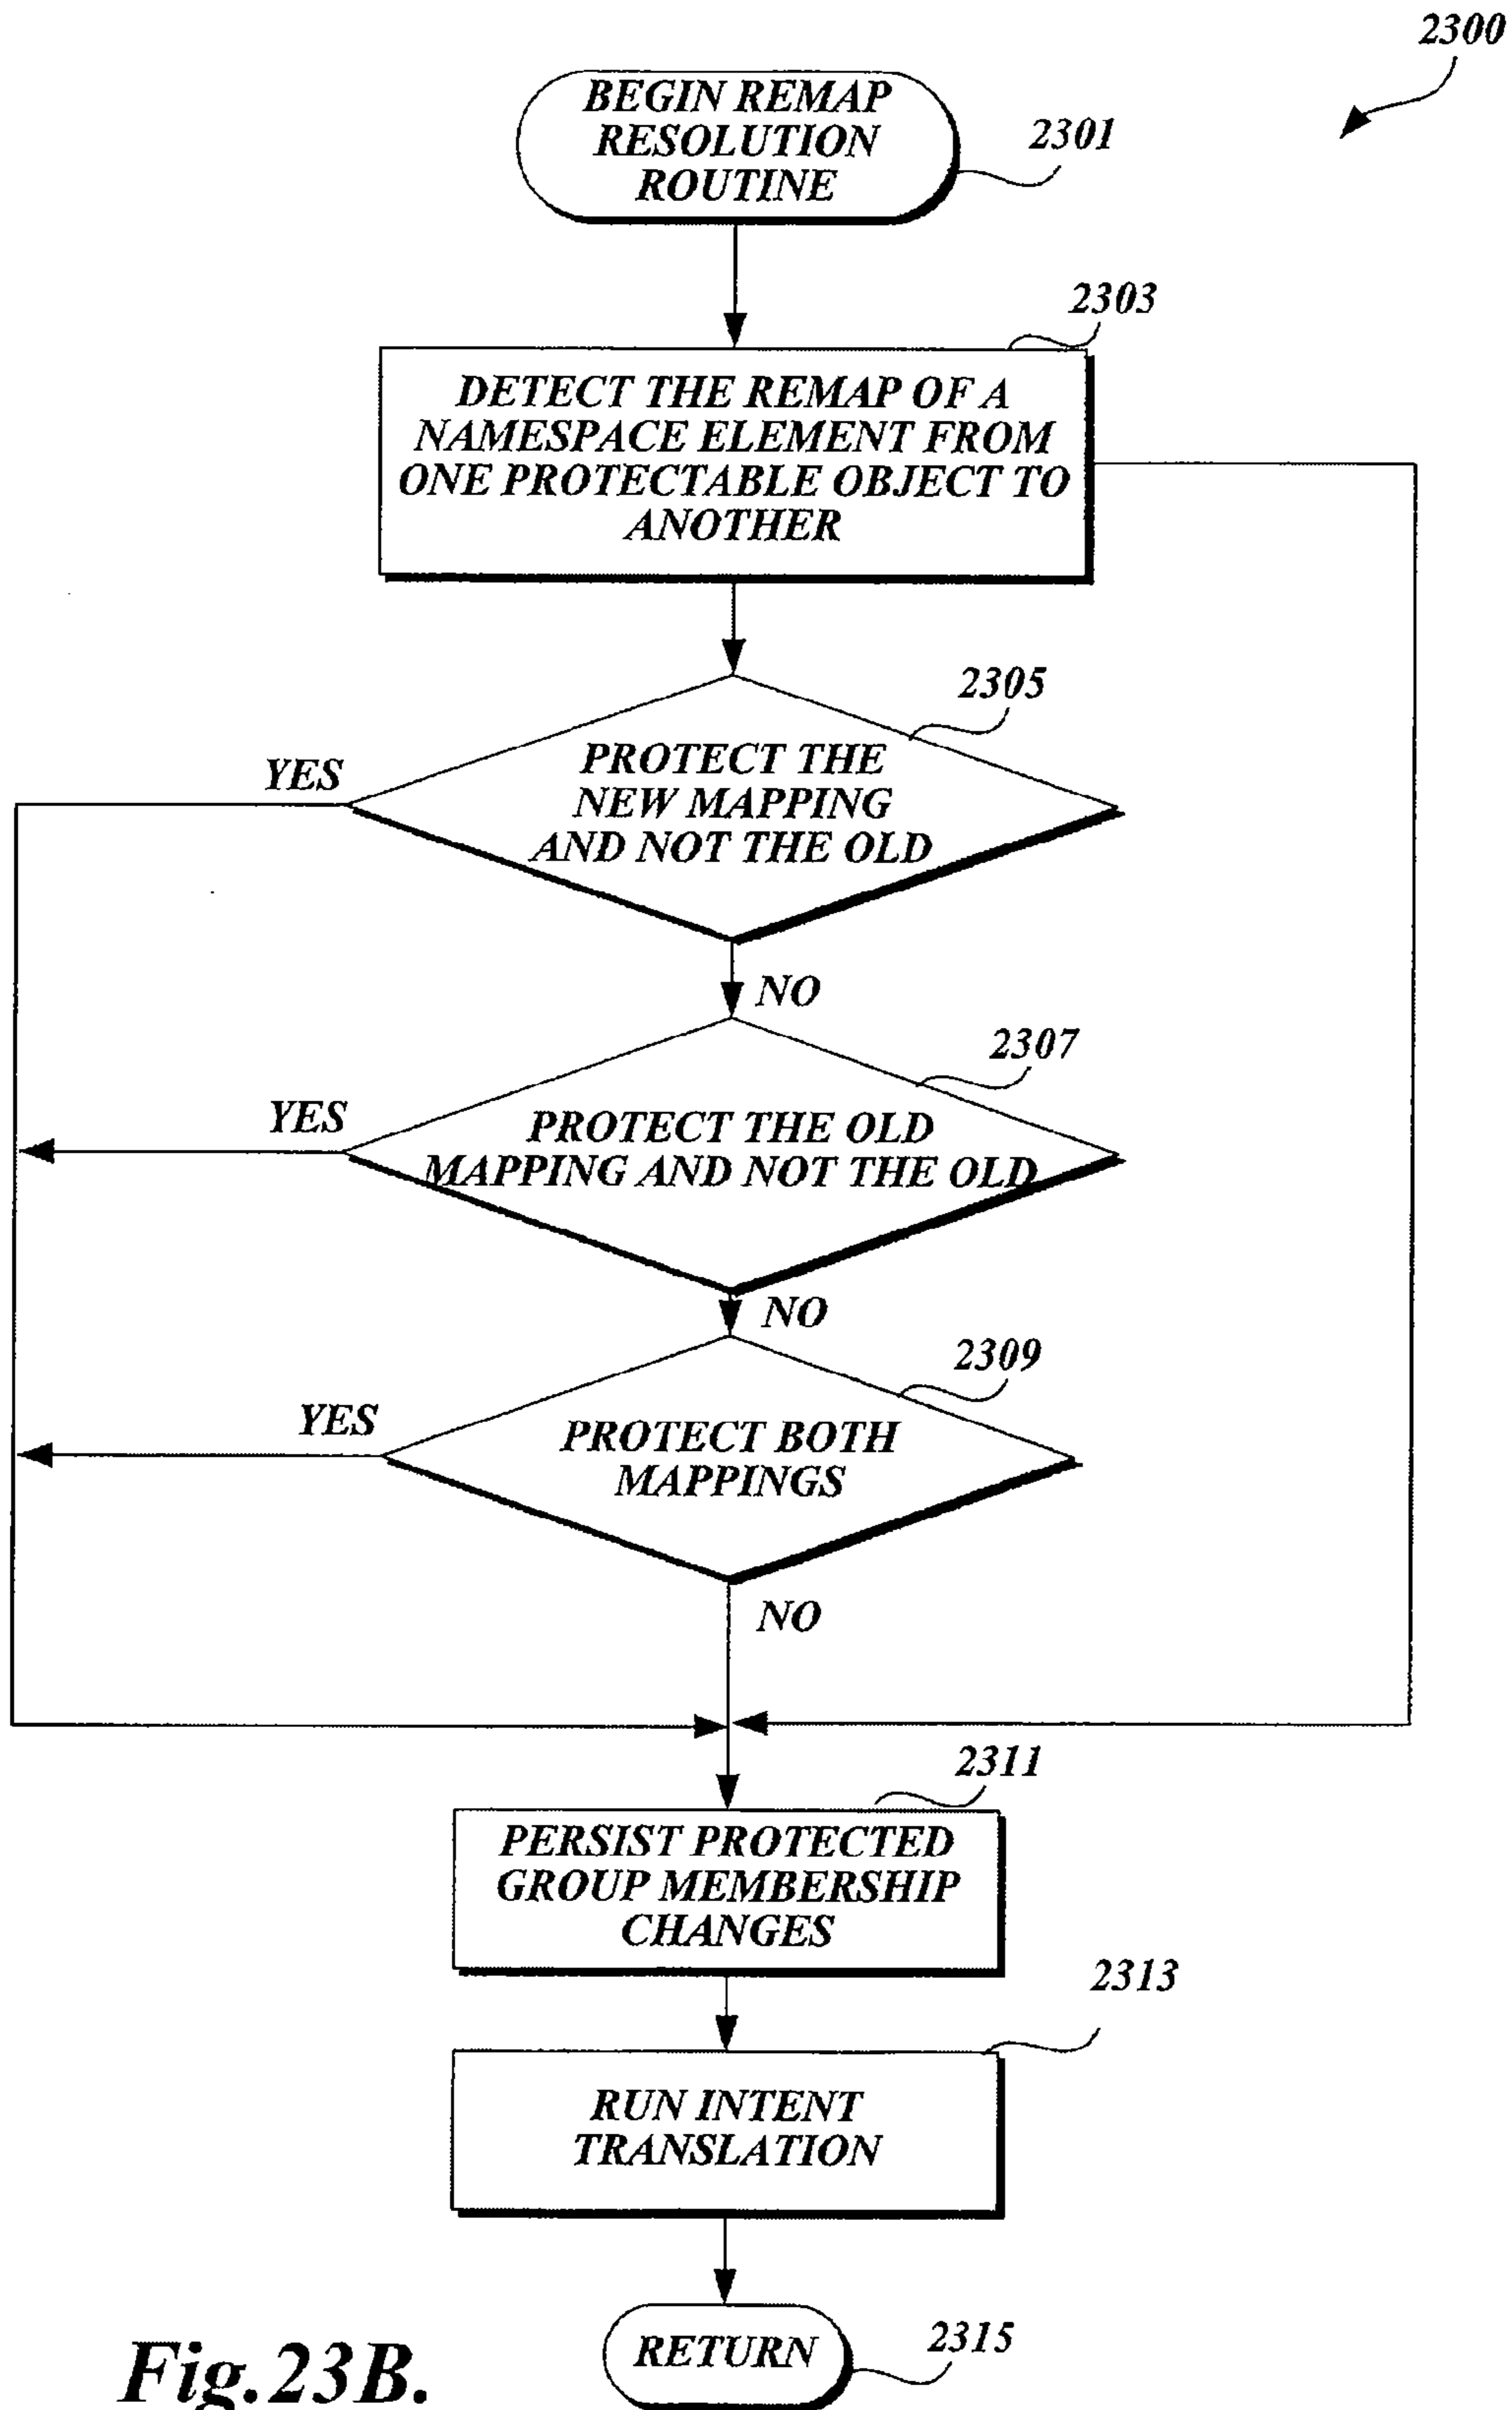 2300
BEGIN REMAP
RESOLUTION
ROUTINE
2301
2303
DETECT THE REMAP OF A
NAMESPACE ELEMENT FROM
ONE PROTECTABLE OBJECT TO
ANOTHER
2305
YES
PROTECT THE
NEW MAPPING
AND NOT THE OLD
NO
2307
YES
PROTECT THE OLD
MAPPING AND NOT THE OLD
NO
2309
YES
PROTECT BOTH
MAPPINGS
NO
2311
PERSIST PROTECTED
GROUP MEMBERSHIP
CHANGES
2313
RUN INTENT
TRANSLATION
RETURN
2315
Fig.23B.